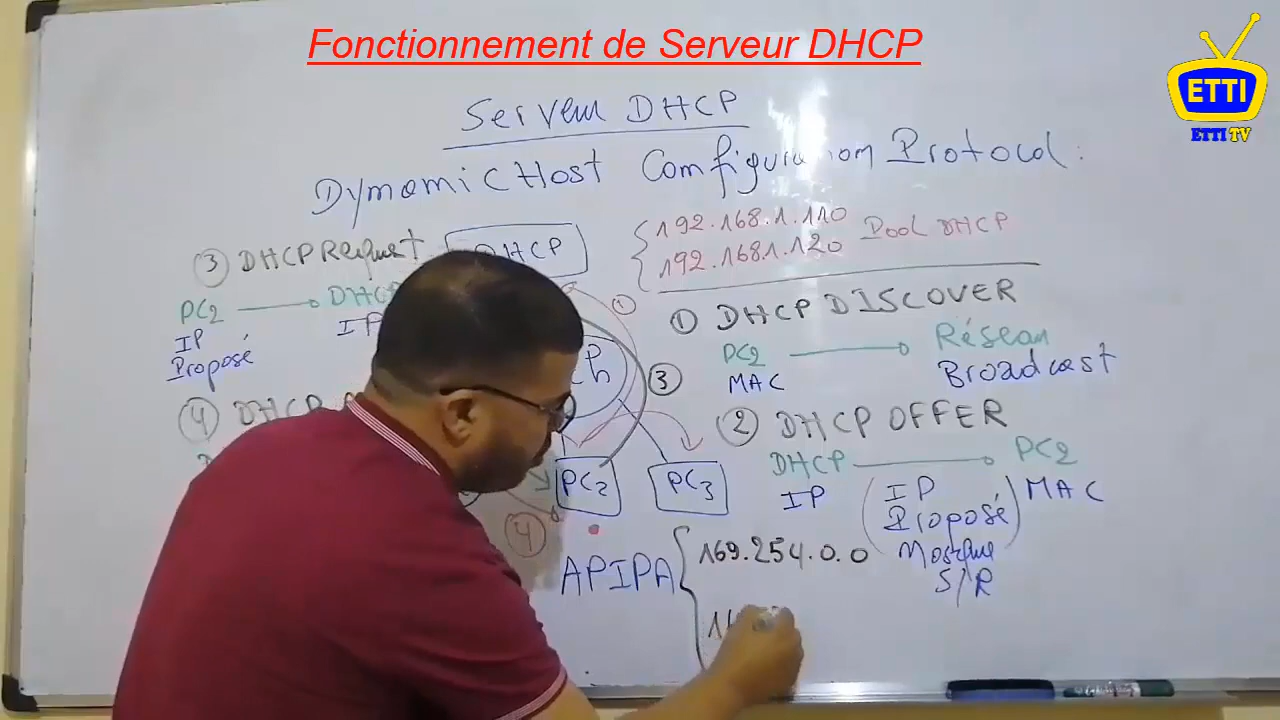 Fonctionnement de Serveur DHCP
ETTI
ETTI TV
Serveur DHCP
Dynamic Host Configuration Protocol:
192.168.1.110
192.168.1.120
Pool DHCP
③ DHCP Request
DHCP
PC2 DHCP
IP IP
Proposé
① DHCP DISCOVER
PC2 Réseau
MAC Broadcast
①
③
④ DHCP
② DHCP OFFER
DHCP PC2
IP (IP Proposé) MAC
Masque
S/R
PC2
PC3
④
APIPA
169.254.0.0